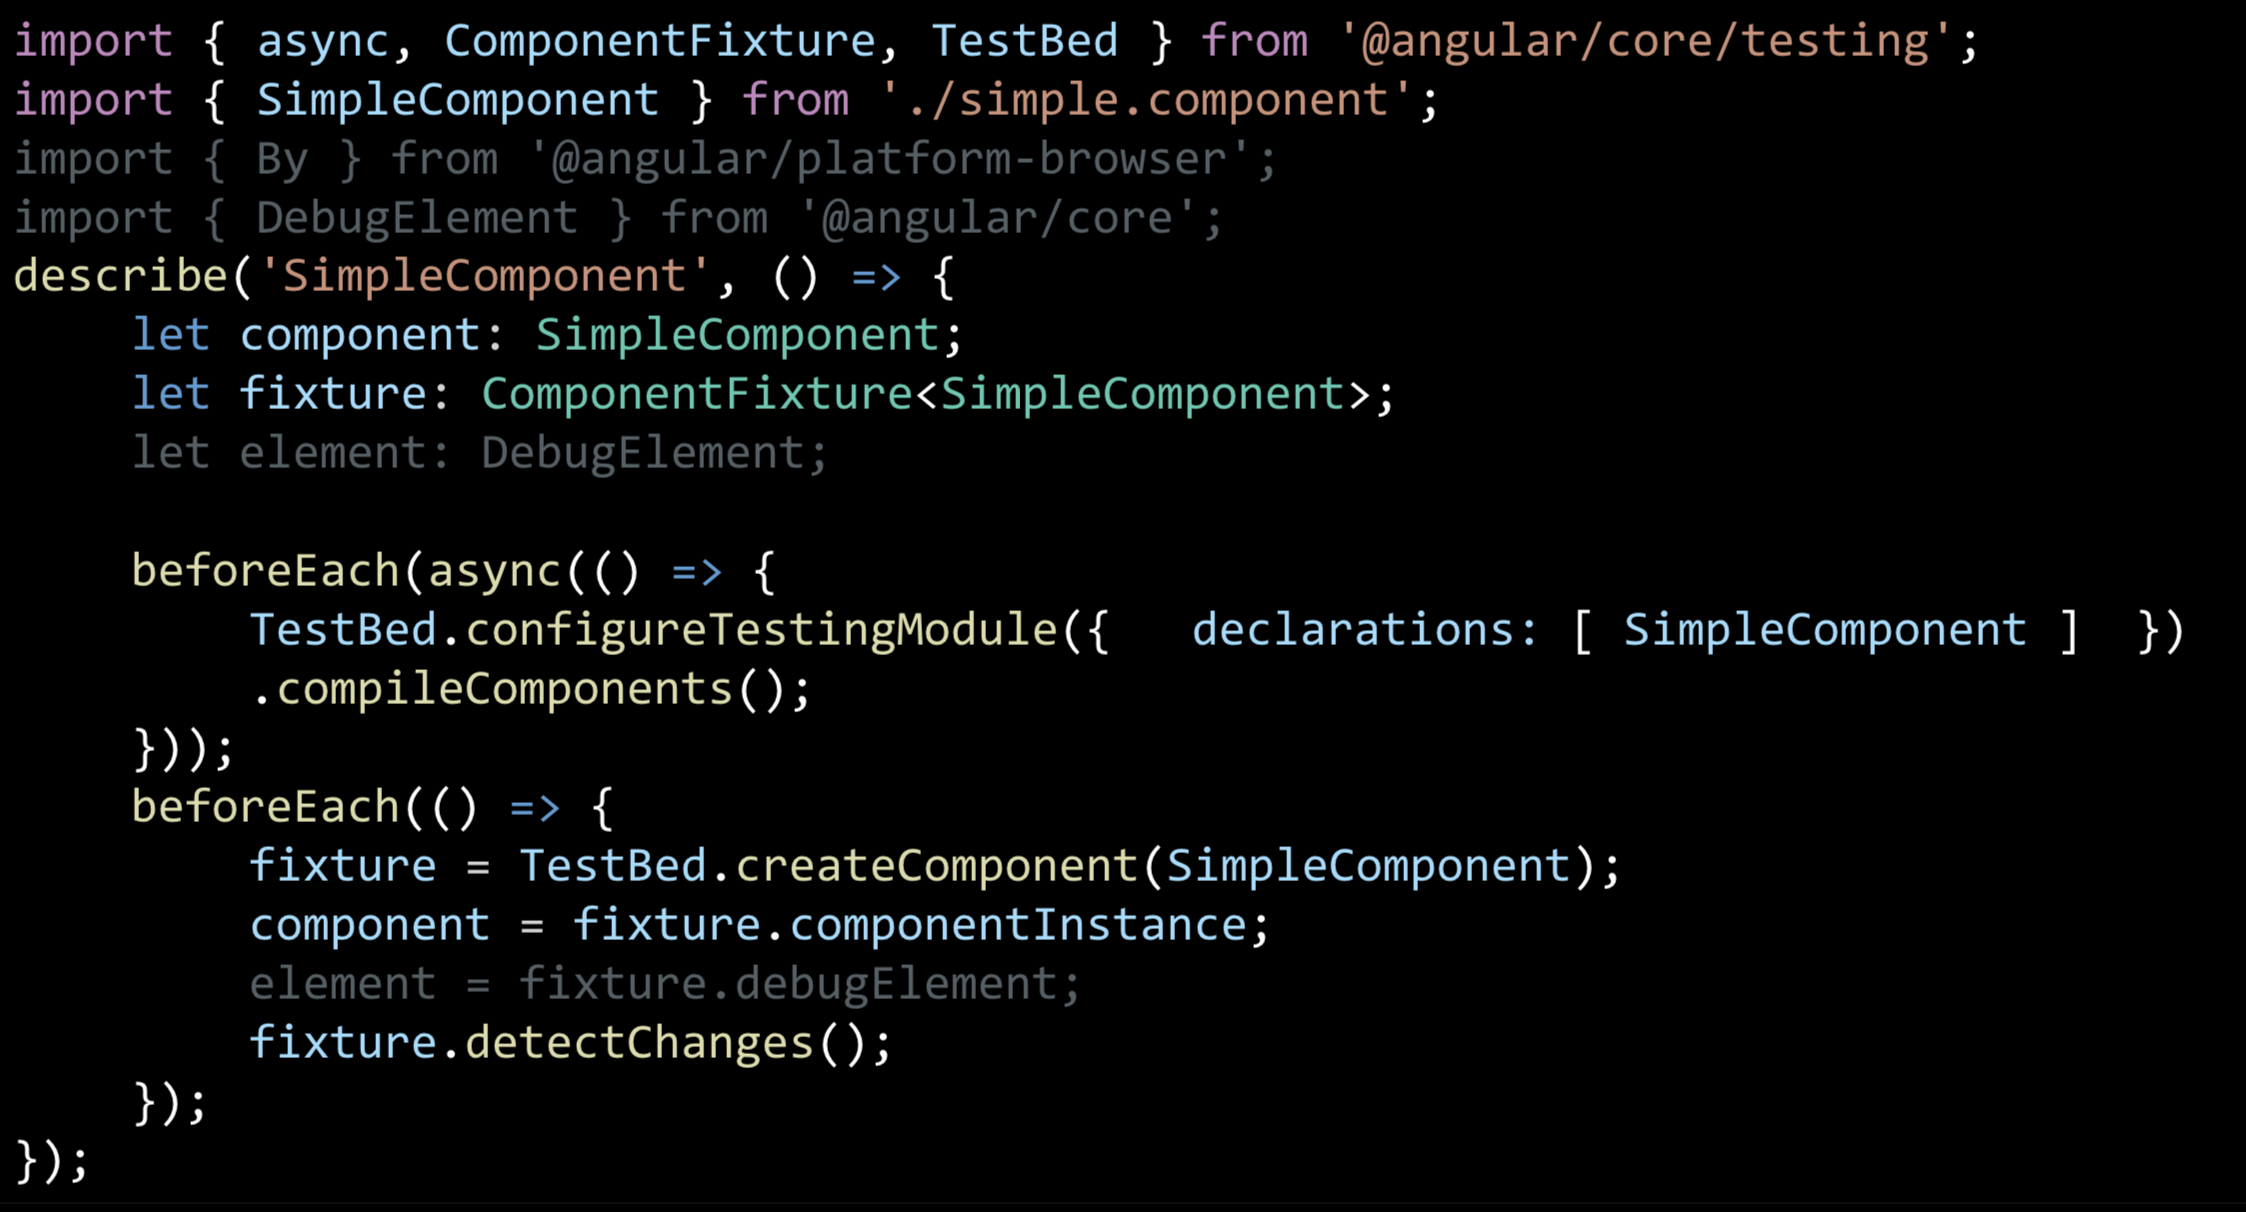 import { async, ComponentFixture, TestBed } from '@angular/core/testing';
import { SimpleComponent } from './simple.component';
import { By } from '@angular/platform-browser';
import { DebugElement } from '@angular/core';
describe('SimpleComponent', () => {
    let component: SimpleComponent;
    let fixture: ComponentFixture<SimpleComponent>;
    let element: DebugElement;

    beforeEach(async(() => {
        TestBed.configureTestingModule({   declarations: [ SimpleComponent ]  })
        .compileComponents();
    }));
    beforeEach(() => {
        fixture = TestBed.createComponent(SimpleComponent);
        component = fixture.componentInstance;
        element = fixture.debugElement;
        fixture.detectChanges();
    });
});